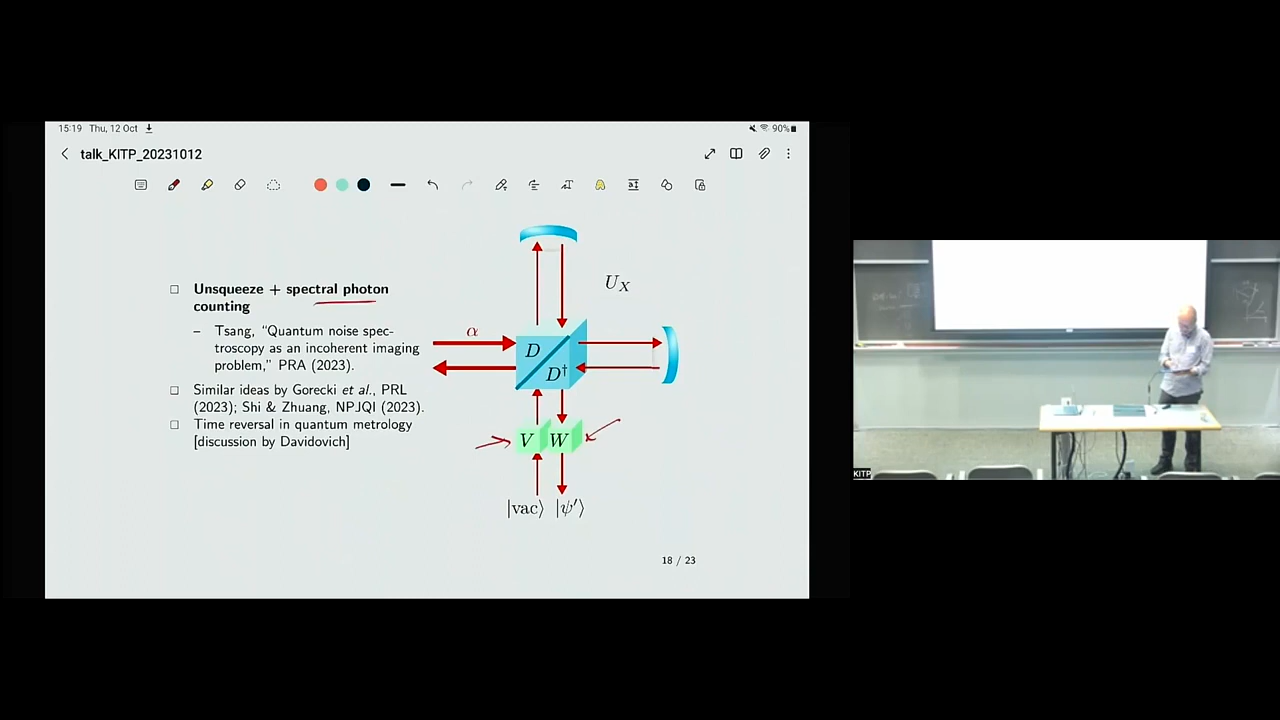 15:19 Thu, 12 Oct
90%
talk_KITP_20231012
□ Unsqueeze + spectral photon
counting
– Tsang, “Quantum noise spec-
troscopy as an incoherent imaging
problem,” PRA (2023).
□ Similar ideas by Gorecki et al., PRL
(2023); Shi & Zhuang, NPJQI (2023).
□ Time reversal in quantum metrology
[discussion by Davidovich]
U_X
α
D
D†
V W
|vac⟩ |ψ′⟩
18 / 23
KITP